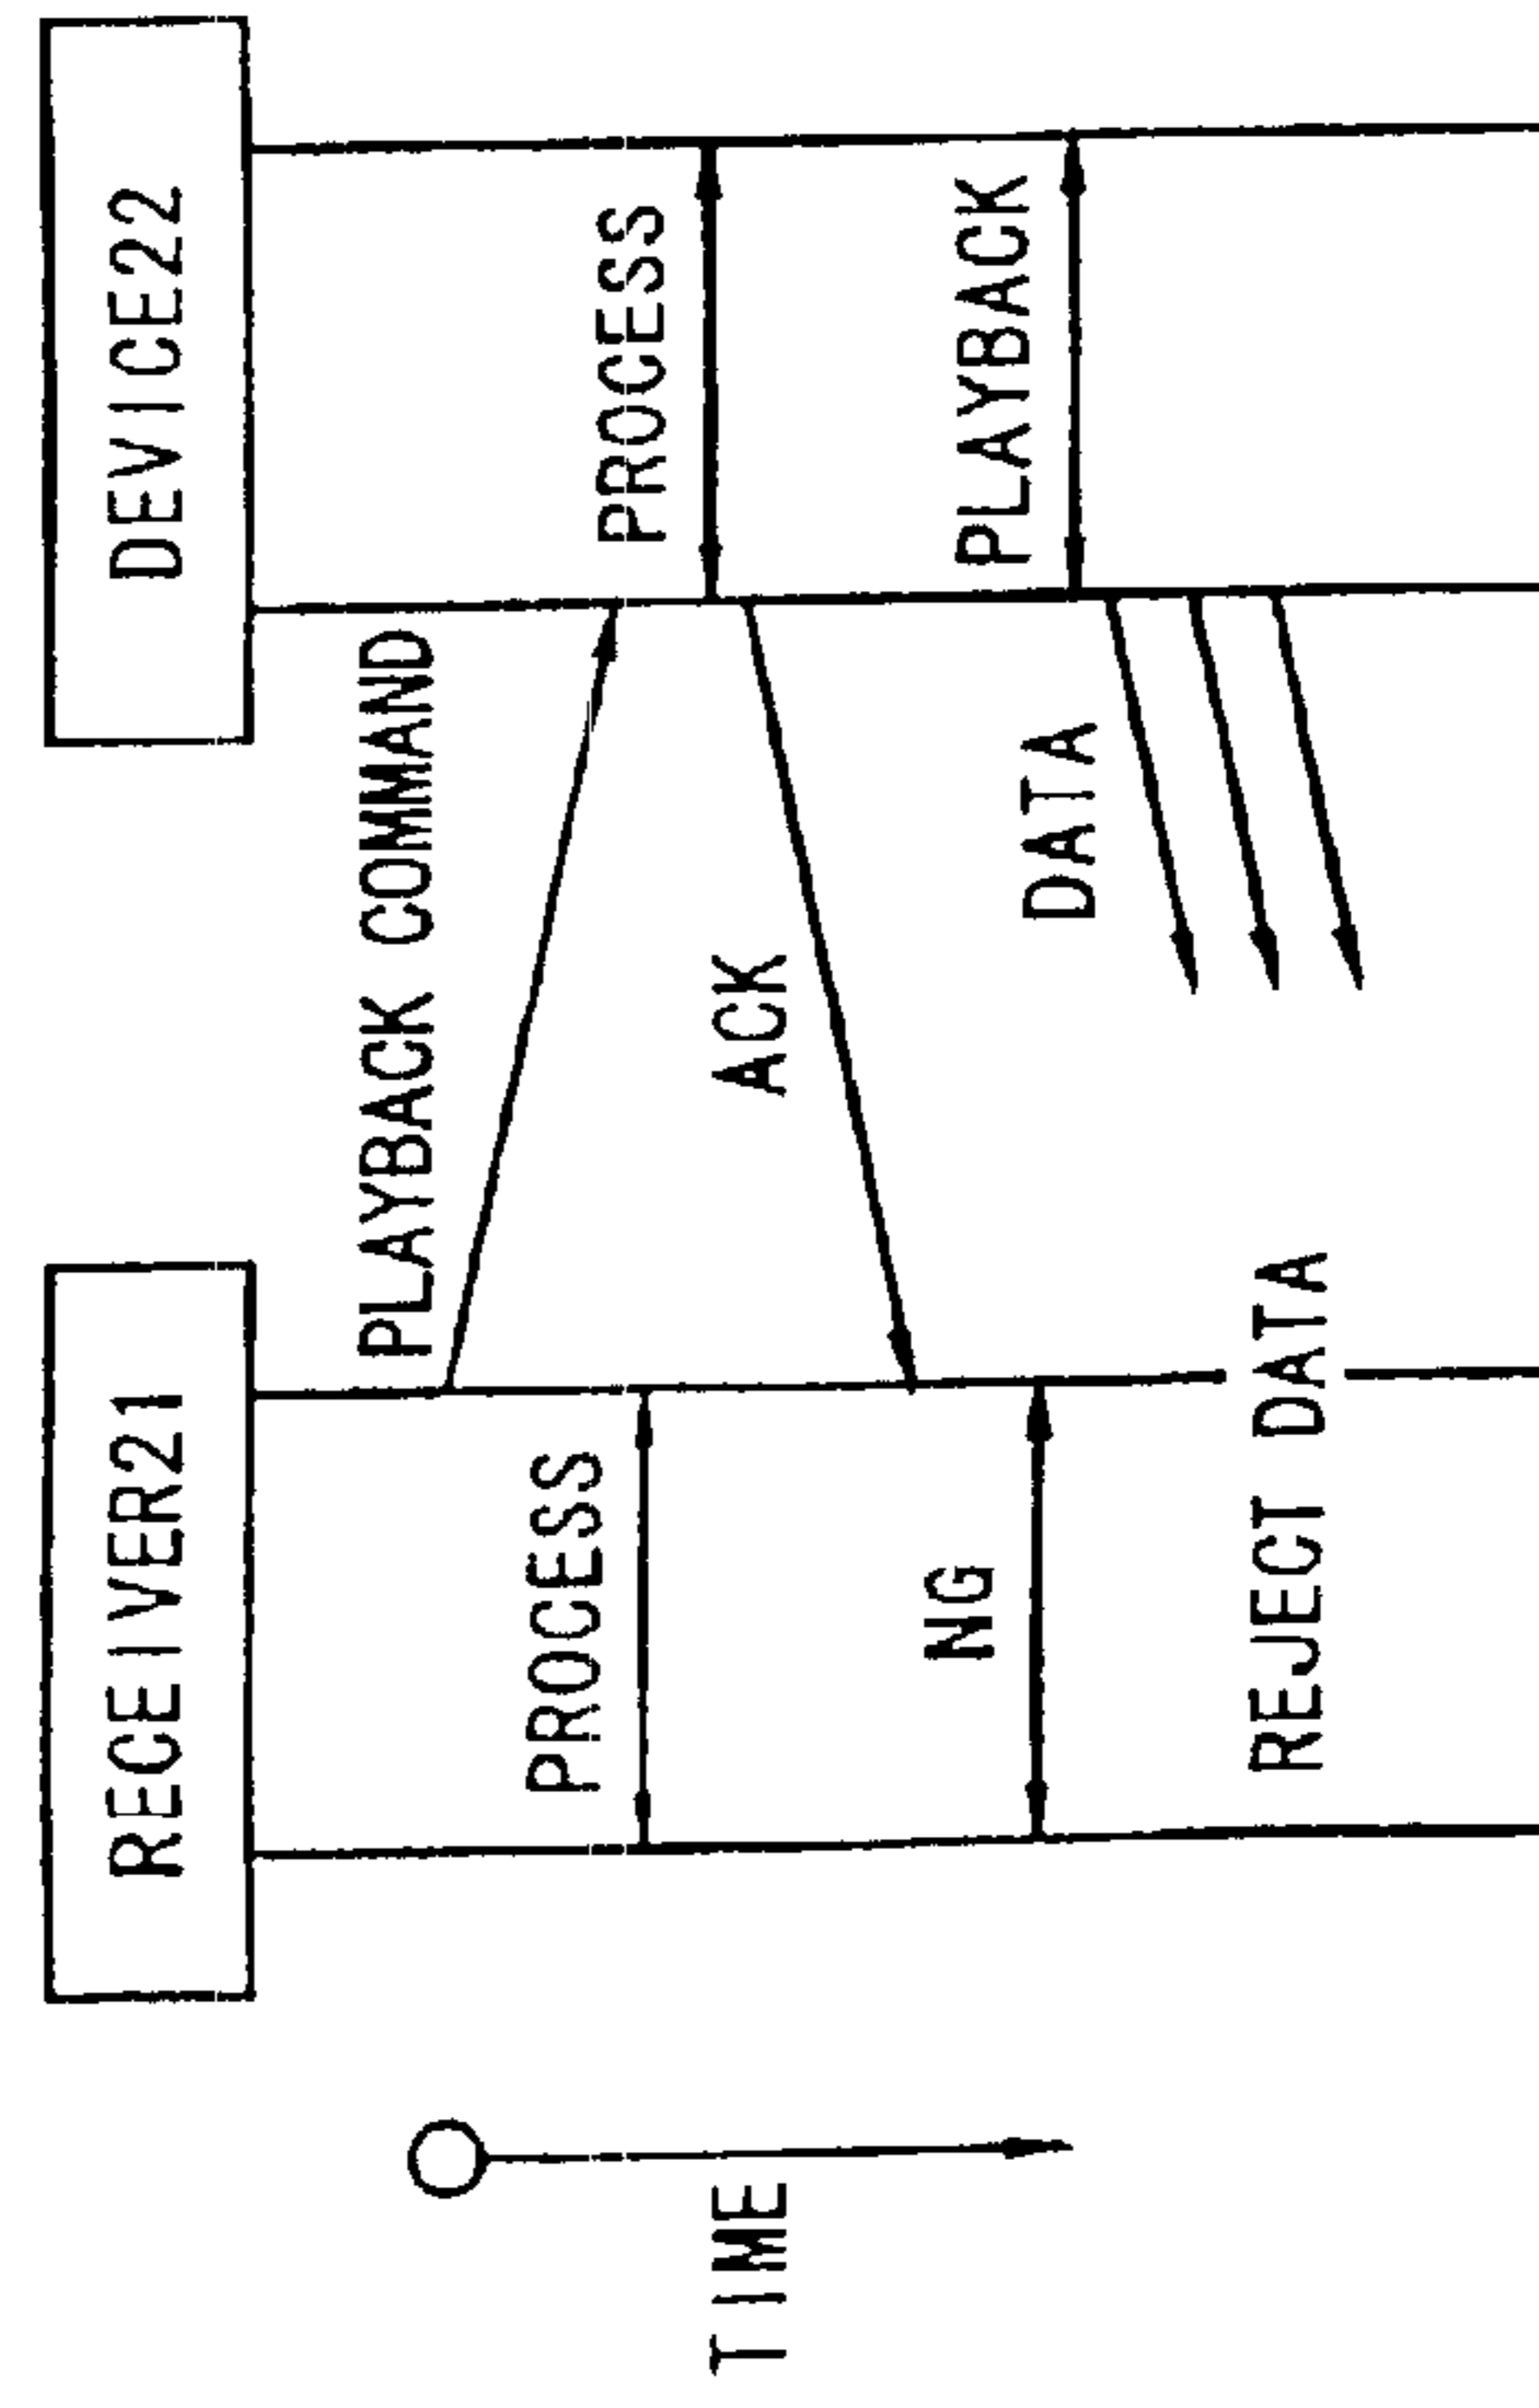 RECEIVER21
DEVICE22
PLAYBACK COMMAND
PROCESS
PROCESS
TIME
ACK
NG
PLAYBACK
DATA
REJECT DATA